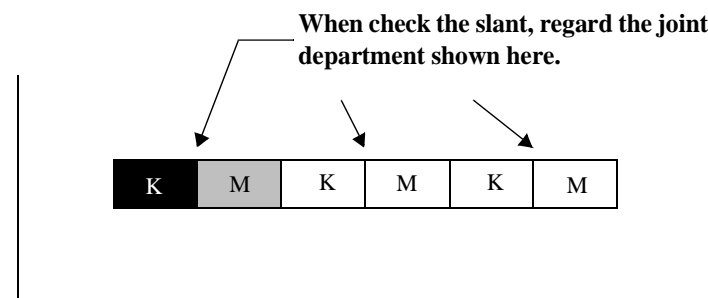 When check the slant, regard the joint
department shown here.
K M K M K M